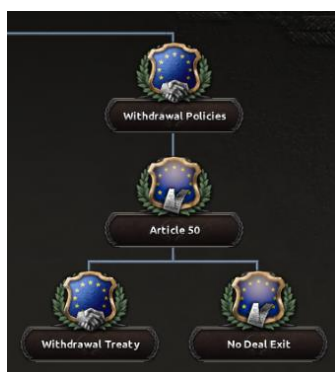 Withdrawal Policies
Article 50
Withdrawal Treaty
No Deal Exit